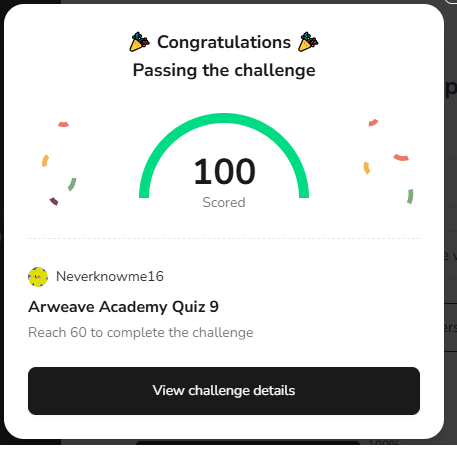 🎉 Congratulations 🎉
Passing the challenge
100
Scored
Neverknowme16
Arweave Academy Quiz 9
Reach 60 to complete the challenge
View challenge details